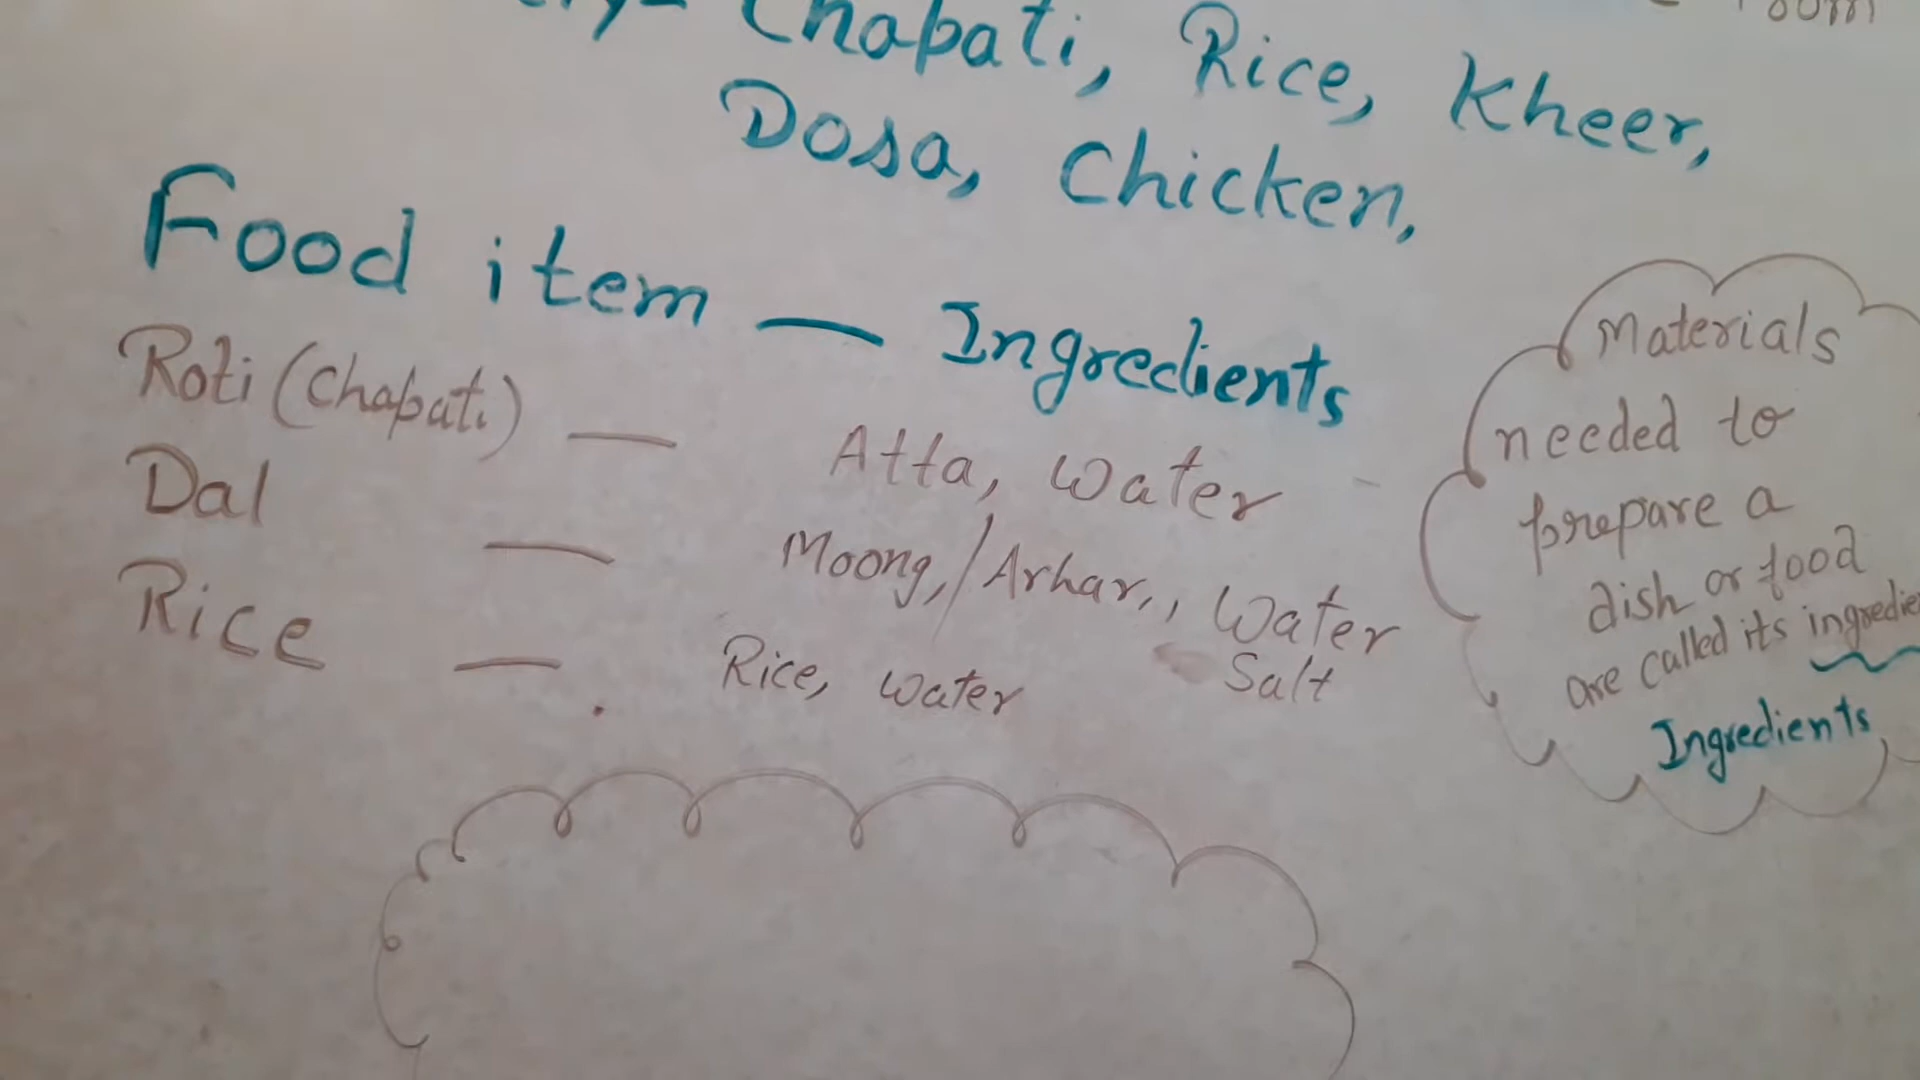 Chapati, Rice, Kheer,
Dosa, Chicken,
Food item — Ingredients
Roti (Chapati) — Atta, Water
Dal — Moong,/Arhar,, Water
Salt
Rice — Rice, Water
Materials
needed to
prepare a
dish or food
are called its
Ingredients